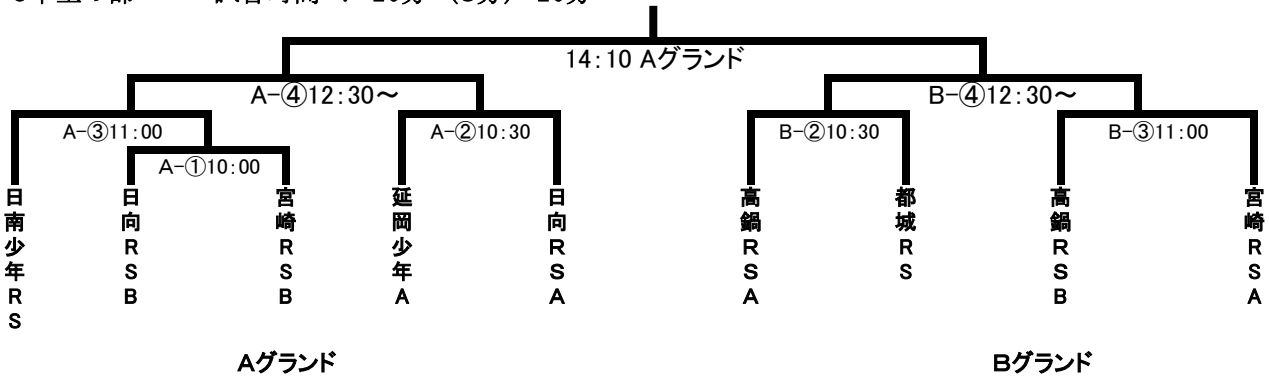 14:10 Aグランド
A-④12:30～
B-④12:30～
A-③11:00
A-②10:30
B-②10:30
B-③11:00
A-①10:00
日南少年RS
日向RSB
宮崎RSB
延岡少年A
日向RSA
高鍋RSA
都城RS
高鍋RSB
宮崎RSA
Aグランド
Bグランド